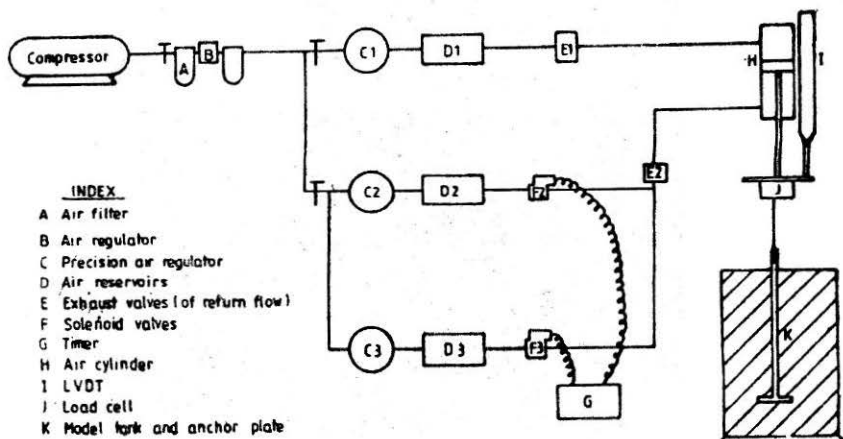 Compressor
A
B
C1
D1
E1
H
I
C2
D2
F2
E2
J
C3
D3
F3
G
K
INDEX
A Air filter
B Air regulator
C Precision air regulator
D Air reservoirs
E Exhaust valves (of return flow)
F Solenoid valves
G Timer
H Air cylinder
I LVDT
J Load cell
K Model tank and anchor plate